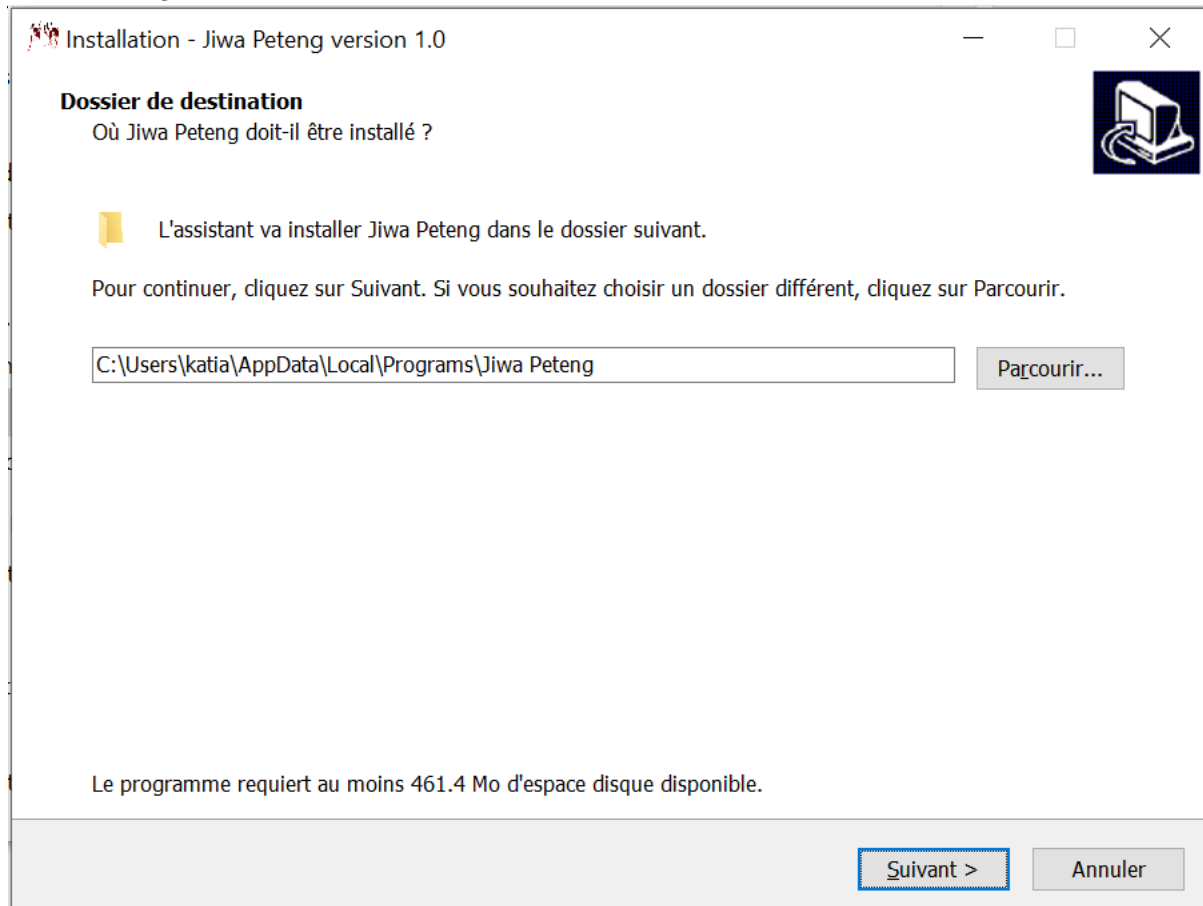 Installation - Jiwa Peteng version 1.0
Dossier de destination
Où Jiwa Peteng doit-il être installé ?
L'assistant va installer Jiwa Peteng dans le dossier suivant.
Pour continuer, cliquez sur Suivant. Si vous souhaitez choisir un dossier différent, cliquez sur Parcourir.
C:\Users\katia\AppData\Local\Programs\Jiwa Peteng
Parcourir...
Le programme requiert au moins 461.4 Mo d'espace disque disponible.
Suivant >
Annuler